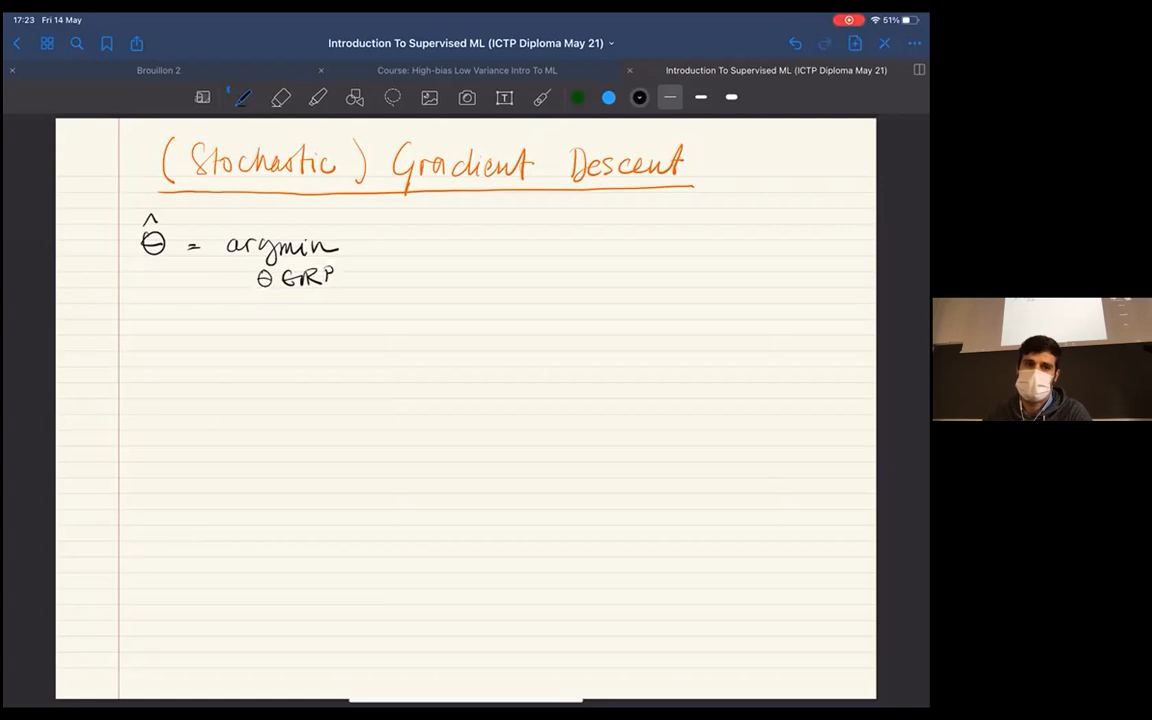 17:23 Fri 14 May
51%
Introduction To Supervised ML (ICTP Diploma May 21)
Brouillon 2
Course: High-bias Low Variance Intro To ML
Introduction To Supervised ML (ICTP Diploma May 21)
(Stochastic) Gradient Descent
θ̂ = argmin
θ ∈ ℝᴾ